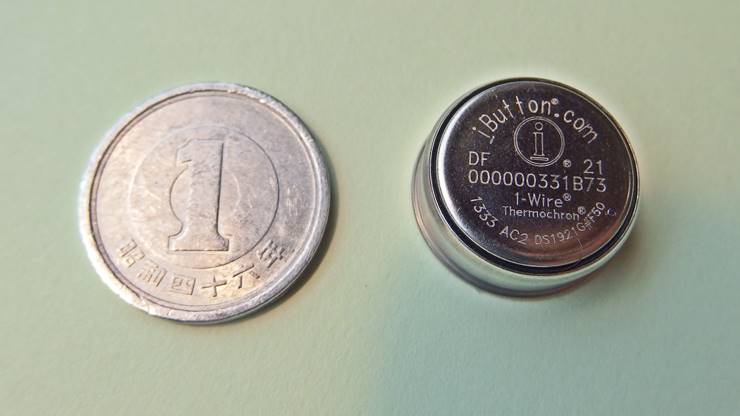 1
昭和四十六年
iButton®.com
i®
DF 21
000000331B73
1-Wire®
Thermochron®
1333 AC2 DS1921G#F50